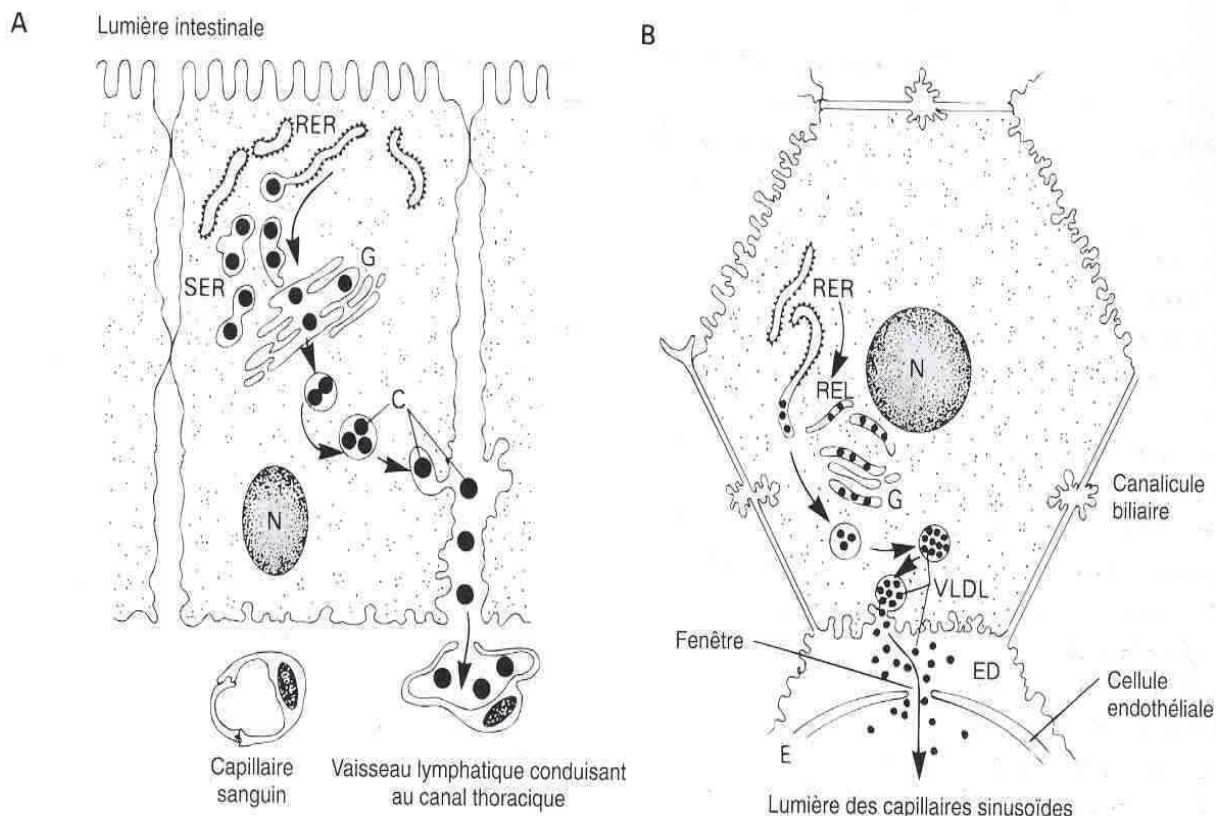 A
Lumière intestinale
RER
G
SER
C
N
Capillaire
sanguin
Vaisseau lymphatique conduisant
au canal thoracique
B
RER
N
REL
G
Canalicule
biliaire
VLDL
Fenêtre
ED
Cellule
endothéliale
E
Lumière des capillaires sinusoïdes